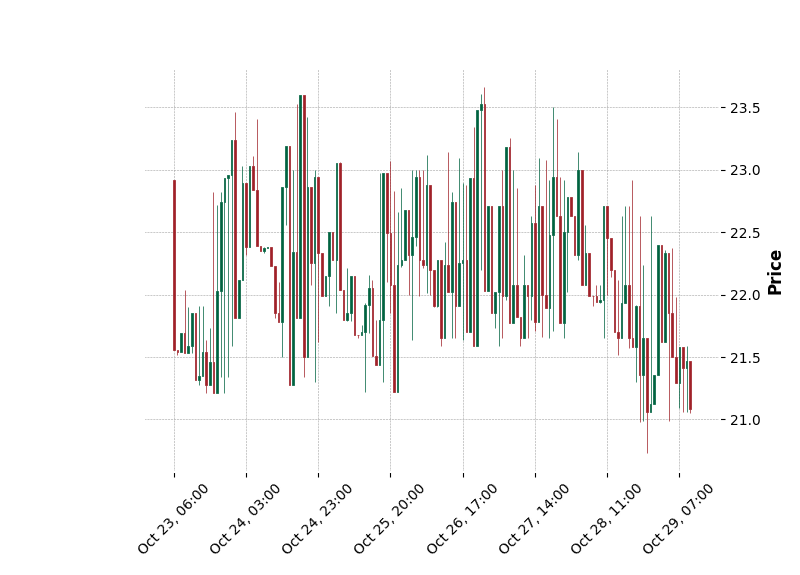 23.5
23.0
22.5
22.0
21.5
21.0
Price
Oct 23, 06:00
Oct 24, 03:00
Oct 24, 23:00
Oct 25, 20:00
Oct 26, 17:00
Oct 27, 14:00
Oct 28, 11:00
Oct 29, 07:00